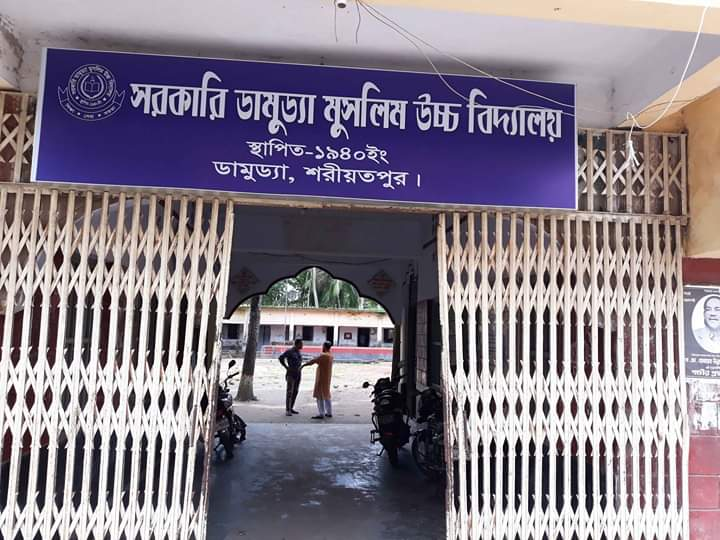 সরকারি ডামুড্যা মুসলিম উচ্চ বিদ্যালয়
স্থাপিত-১৯৪০ইং
ডামুড্যা, শরীয়তপুর।